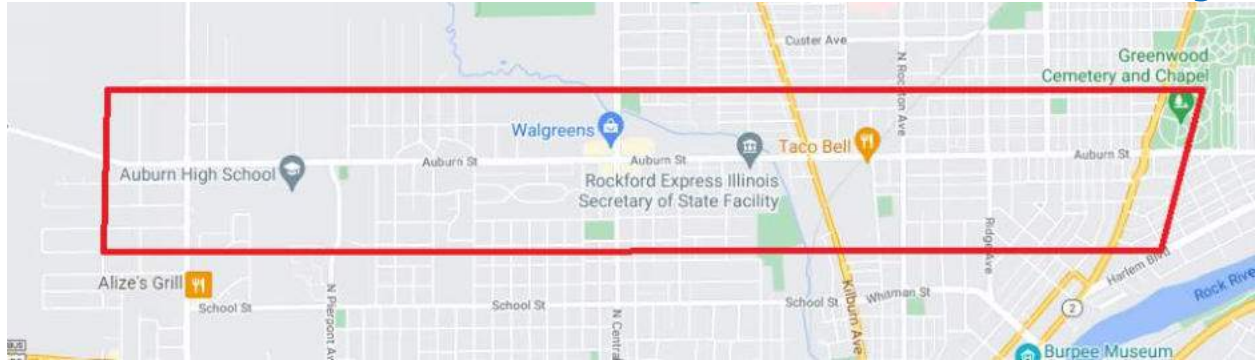 Custer Ave
N Rockton Ave
Greenwood
Cemetery and Chapel
Walgreens
Taco Bell
Auburn St
Auburn St
Auburn St
Auburn High School
Rockford Express Illinois
Secretary of State Facility
Ridge Ave
Harlem Blvd
Alize's Grill
Rock River
School St
N Pierpont Av
School St
N Central
School St
Kilburn Ave
Whitman St
2
Burpee Museum